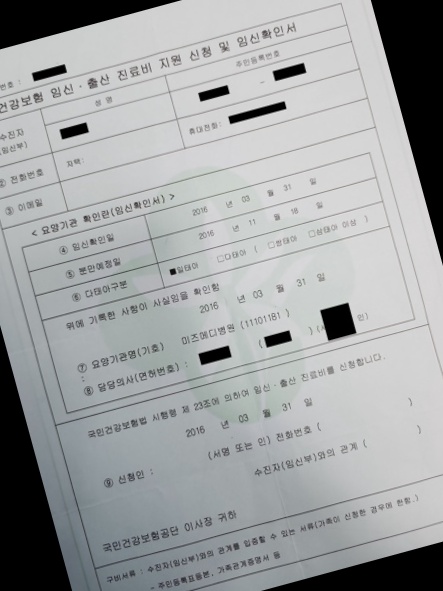 번호 :
건강보험 임신·출산 진료비 지원 신청 및 임신확인서
수진자
(임신부)
성 명
주민등록번호
–
② 전화번호
자택:
휴대전화:
③ 이메일
< 요양기관 확인란(임신확인서) >
④ 임신확인일 2016 년 03 월 31 일
⑤ 분만예정일 2016 년 11 월 18 일
⑥ 다태아구분 ■일태아 □다태아 ( □쌍태아 □삼태아 이상 )
위에 기록한 사항이 사실임을 확인함
2016 년 03 월 31 일
⑦ 요양기관명(기호) 미즈메디병원 (11101181 )
:
⑧ 담당의사(면허번호) : ( ) 인)
국민건강보험법 시행령 제 23조에 의하여 임신·출산 진료비를 신청합니다.
2016 년 03 월 31 일
⑨ 신청인 : (서명 또는 인) 전화번호 ( )
수진자(임신부)와의 관계 ( )
국민건강보험공단 이사장 귀하
구비서류 : 수진자(임신부)와의 관계를 입증할 수 있는 서류(가족이 신청한 경우에 한함.)
– 주민등록표등본, 가족관계증명서 등